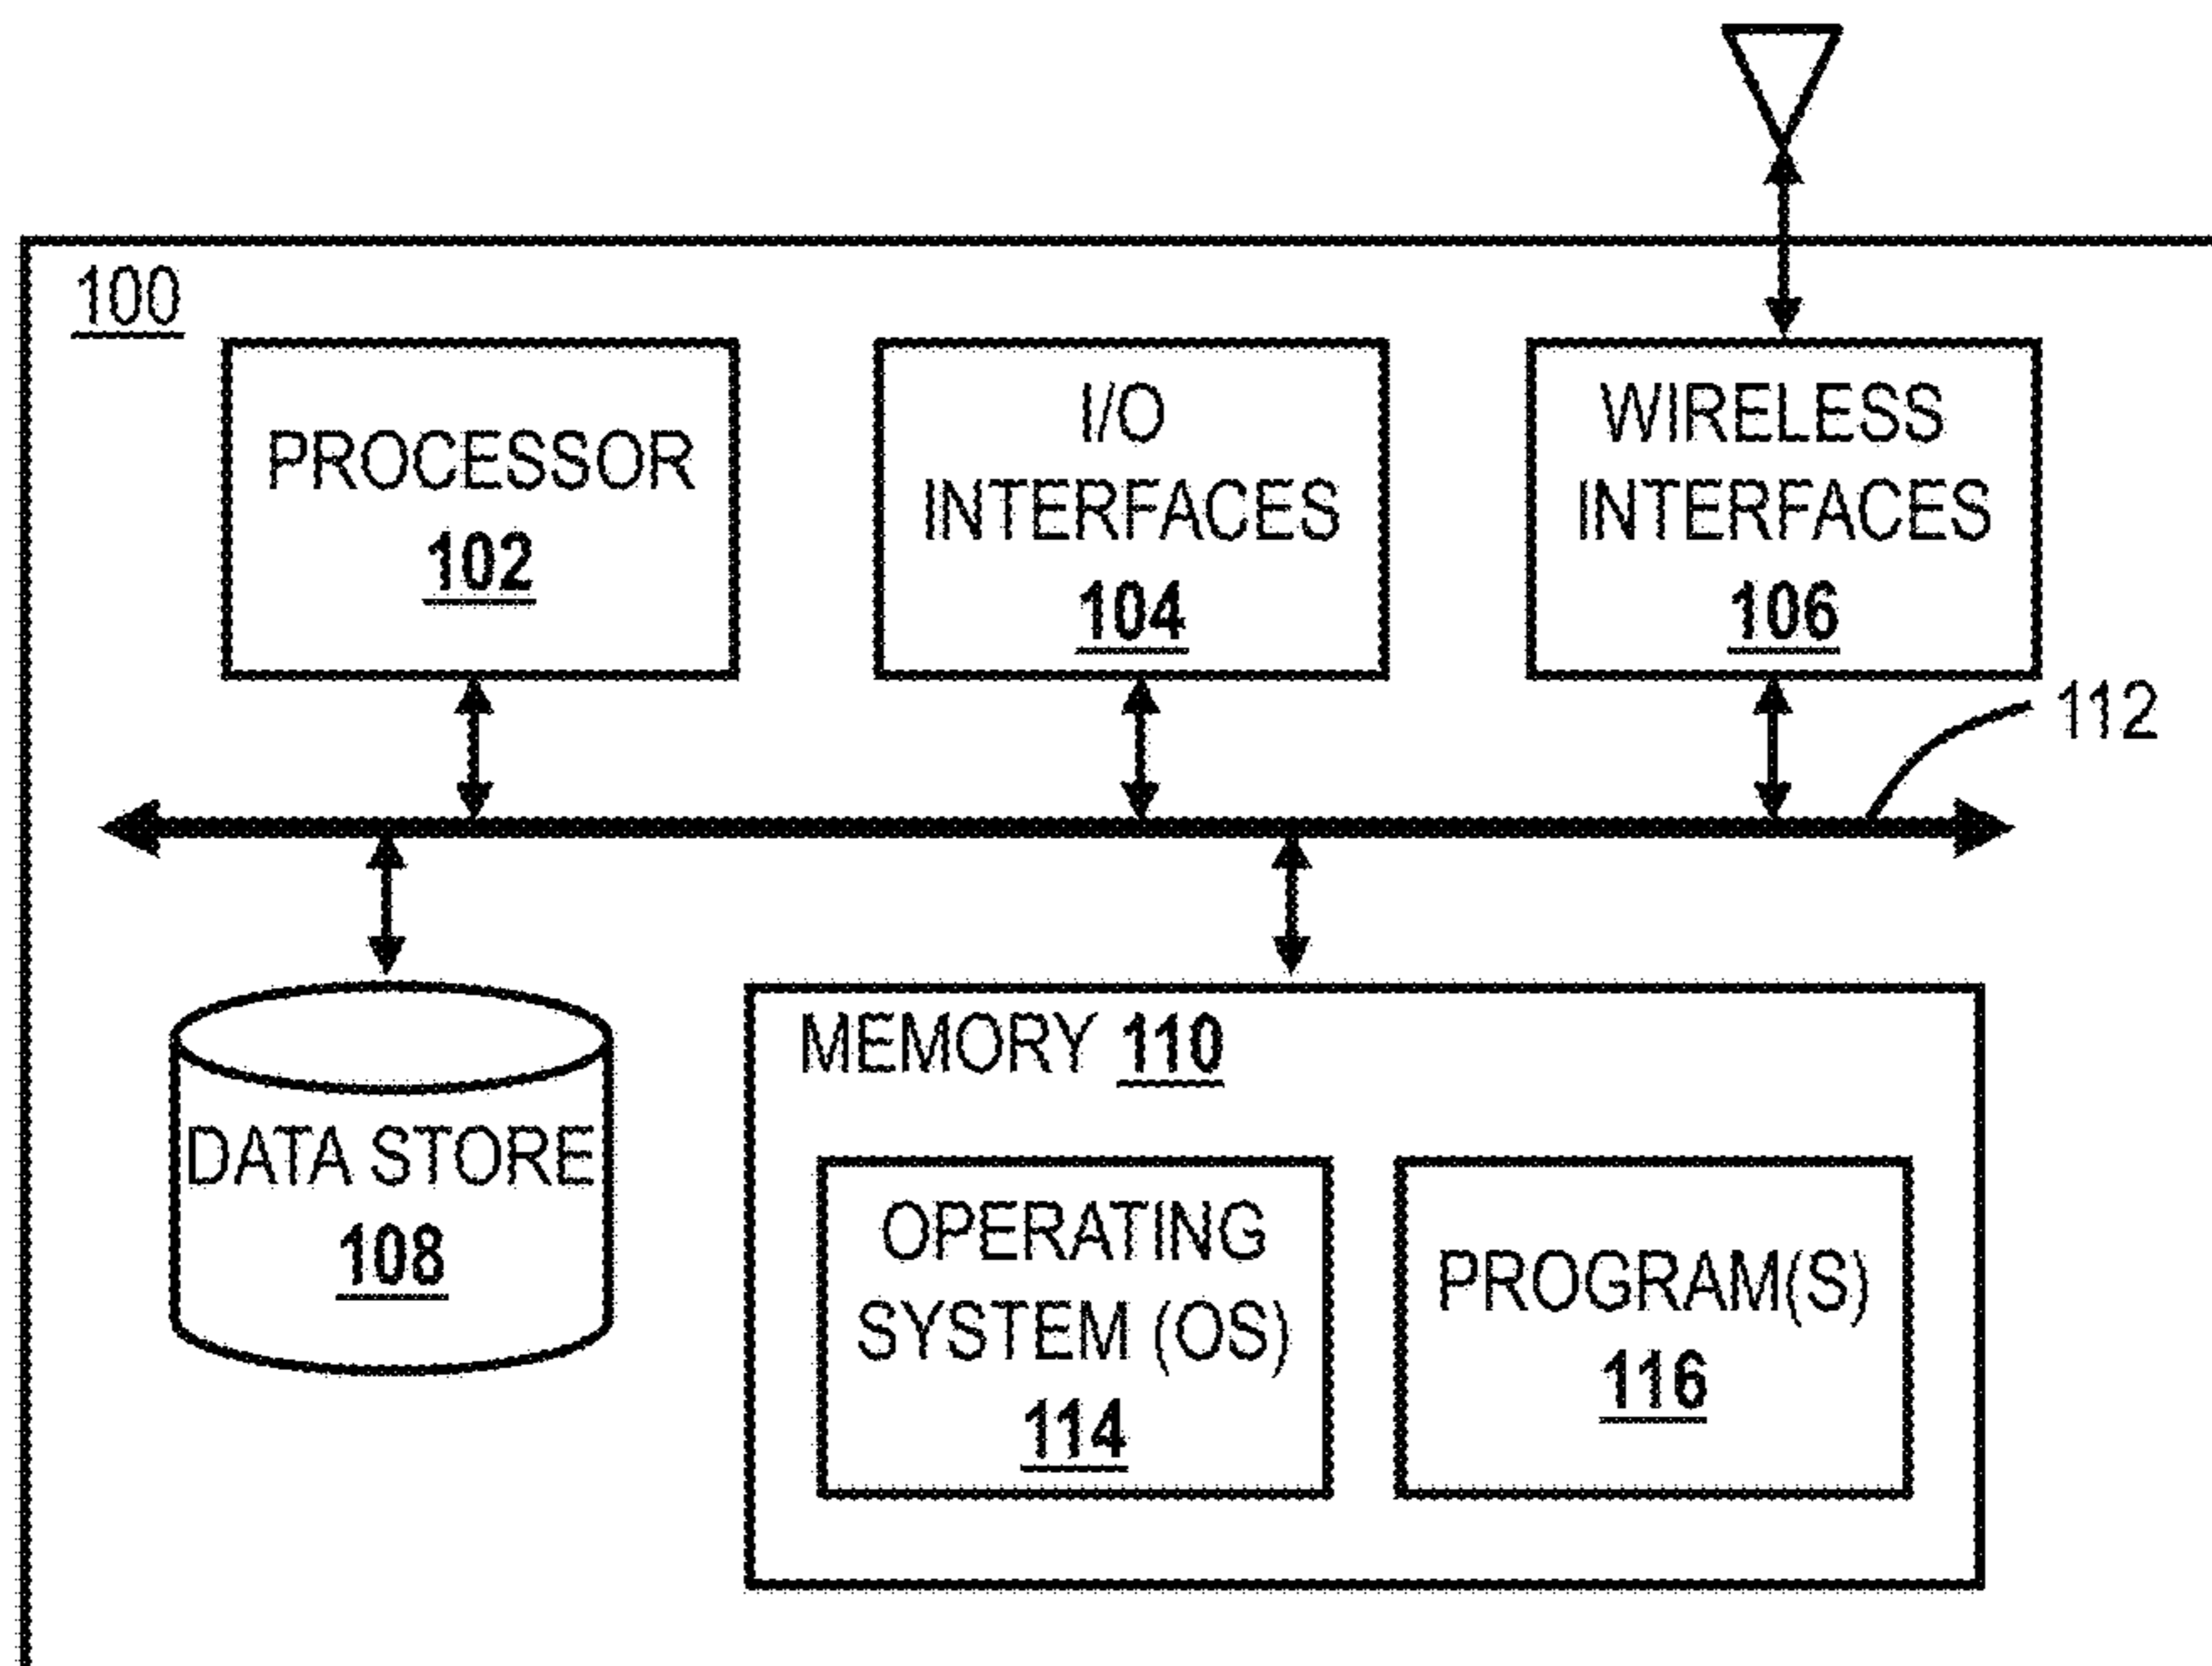 100
PROCESSOR
102
I/O
INTERFACES
104
WIRELESS
INTERFACES
106
112
DATA STORE
108
MEMORY 110
OPERATING
SYSTEM (OS)
114
PROGRAM(S)
116